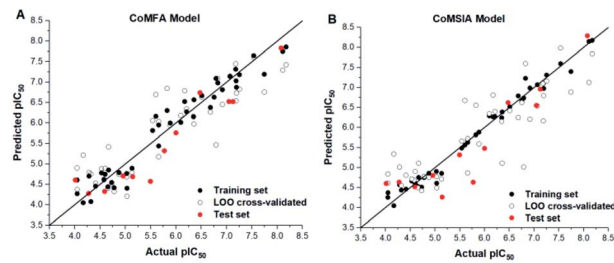 A
CoMFA Model
8.5
8.0
7.5
7.0
6.5
6.0
5.5
5.0
4.5
4.0
3.5
Predicted pIC50
Training set
LOO cross-validated
Test set
3.5 4.0 4.5 5.0 5.5 6.0 6.5 7.0 7.5 8.0 8.5
Actual pIC50
B
CoMSIA Model
8.5
8.0
7.5
7.0
6.5
6.0
5.5
5.0
4.5
4.0
3.5
Predicted pIC50
Training set
LOO cross-validated
Test set
3.5 4.0 4.5 5.0 5.5 6.0 6.5 7.0 7.5 8.0 8.5
Actual pIC50